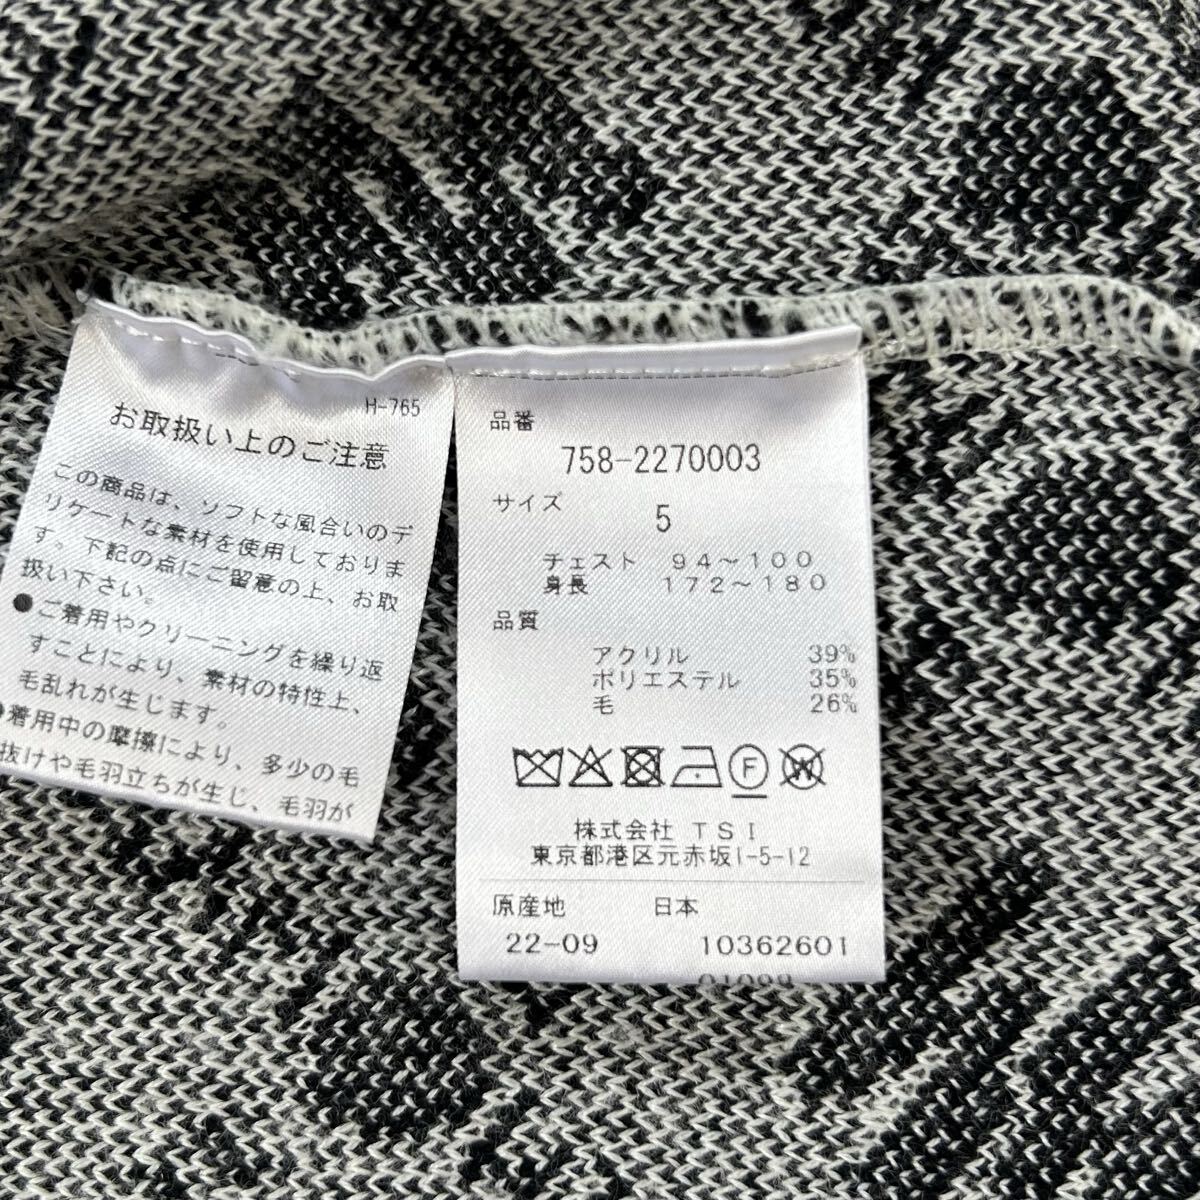 H-765
お取扱い上のご注意
この商品は、ソフトな風合いのデ
リケートな素材を使用しておりま
す。下記の点にご留意の上、お取
扱い下さい。
●ご着用やクリーニングを繰り返
すことにより、素材の特性上、
毛乱れが生じます。
●着用中の摩擦により、多少の毛
抜けや毛羽立ちが生じ、毛羽が
品番
758-2270003
サイズ
5
チェスト 94～100
身長 172～180
品質
アクリル 39%
ポリエステル 35%
毛 26%
F W
株式会社 TSI
東京都港区元赤坂1-5-12
原産地 日本
22-09 10362601